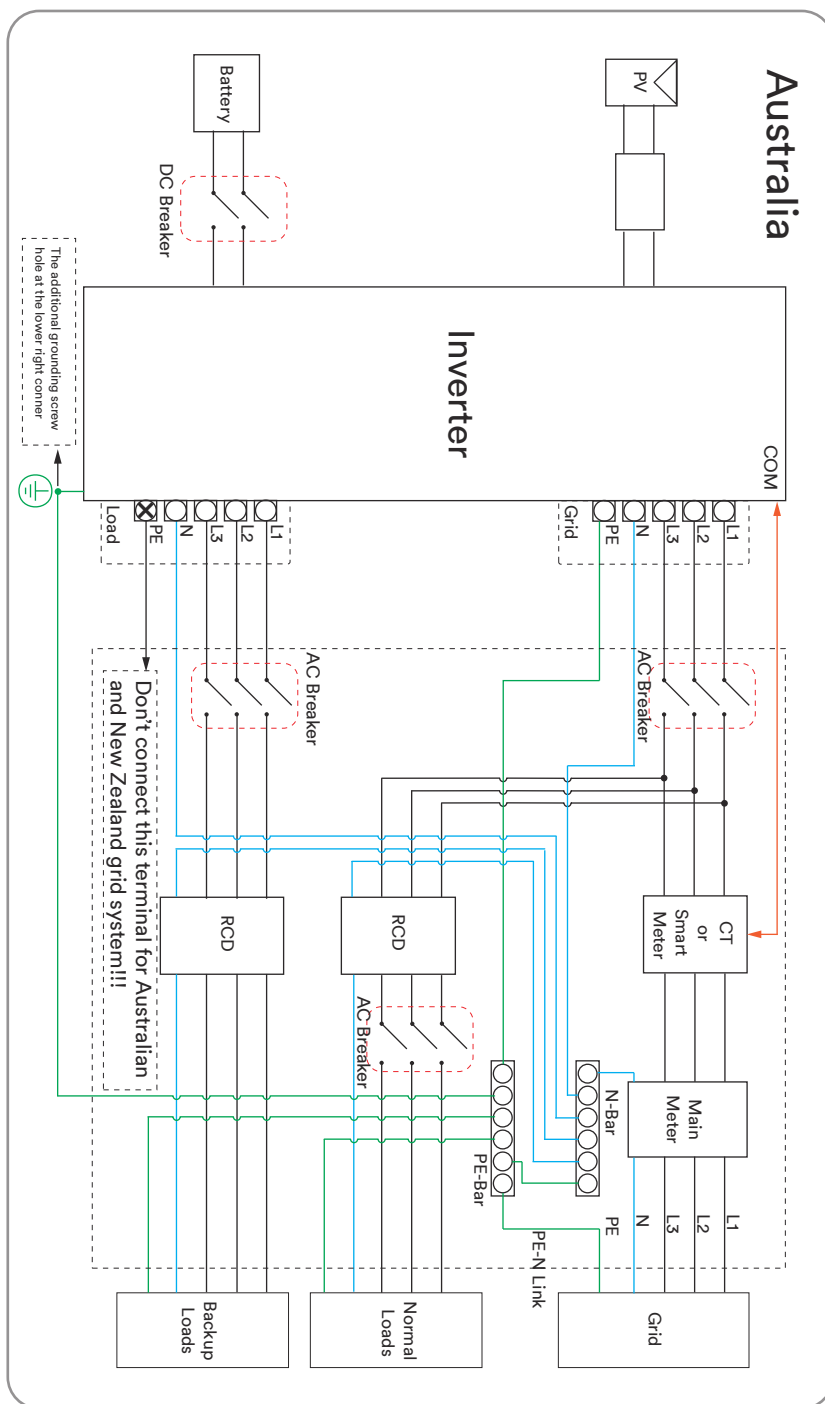 Australia
PV
Battery
DC Breaker
The additional grounding screw
hole at the lower right conner
Inverter
COM
Grid
L1
L2
L3
N
PE
Load
L1
L2
L3
N
PE
AC Breaker
AC Breaker
Don't connect this terminal for Australian
and New Zealand grid system!!!
CT
or
Smart
Meter
RCD
RCD
AC Breaker
Main
Meter
N-Bar
PE-Bar
L1
L2
L3
N
PE
PE-N Link
Grid
Normal
Loads
Backup
Loads